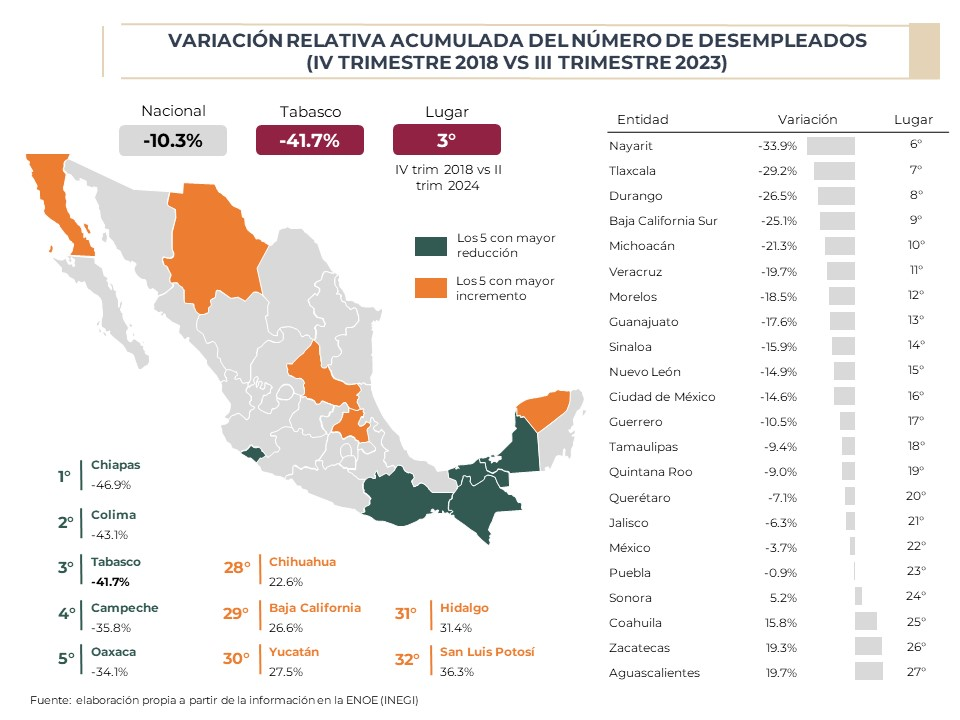 VARIACIÓN RELATIVA ACUMULADA DEL NÚMERO DE DESEMPLEADOS
(IV TRIMESTRE 2018 VS III TRIMESTRE 2023)
Nacional
-10.3%
Tabasco
-41.7%
Lugar
3°
IV trim 2018 vs II
trim 2024
Los 5 con mayor
reducción
Los 5 con mayor
incremento
1°
Chiapas
-46.9%
2°
Colima
-43.1%
3°
Tabasco
-41.7%
4°
Campeche
-35.8%
5°
Oaxaca
-34.1%
28°
Chihuahua
22.6%
29°
Baja California
26.6%
30°
Yucatán
27.5%
31°
Hidalgo
31.4%
32°
San Luis Potosí
36.3%
Entidad Variación Lugar
Nayarit -33.9% 6°
Tlaxcala -29.2% 7°
Durango -26.5% 8°
Baja California Sur -25.1% 9°
Michoacán -21.3% 10°
Veracruz -19.7% 11°
Morelos -18.5% 12°
Guanajuato -17.6% 13°
Sinaloa -15.9% 14°
Nuevo León -14.9% 15°
Ciudad de México -14.6% 16°
Guerrero -10.5% 17°
Tamaulipas -9.4% 18°
Quintana Roo -9.0% 19°
Querétaro -7.1% 20°
Jalisco -6.3% 21°
México -3.7% 22°
Puebla -0.9% 23°
Sonora 5.2% 24°
Coahuila 15.8% 25°
Zacatecas 19.3% 26°
Aguascalientes 19.7% 27°
Fuente: elaboración propia a partir de la información en la ENOE (INEGI)